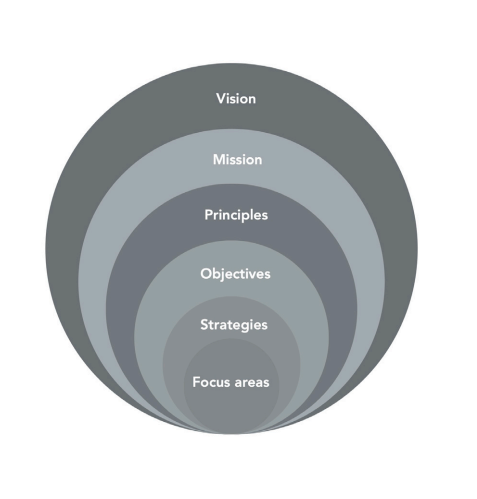 Vision
Mission
Principles
Objectives
Strategies
Focus areas